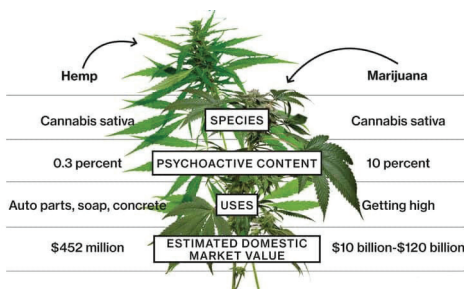 Hemp
Marijuana
Cannabis sativa SPECIES Cannabis sativa
0.3 percent PSYCHOACTIVE CONTENT 10 percent
Auto parts, soap, concrete USES Getting high
$452 million ESTIMATED DOMESTIC MARKET VALUE $10 billion-$120 billion